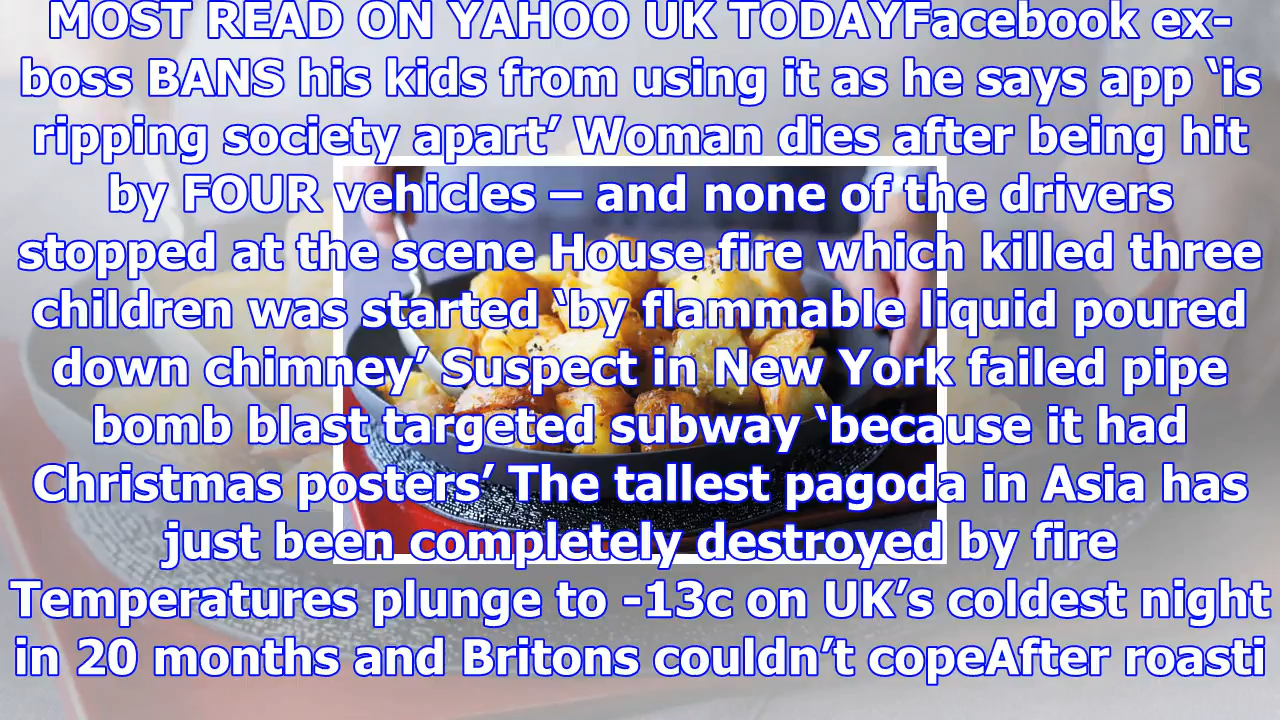 MOST READ ON YAHOO UK TODAYFacebook ex-
boss BANS his kids from using it as he says app ‘is
ripping society apart’ Woman dies after being hit
by FOUR vehicles – and none of the drivers
stopped at the scene House fire which killed three
children was started ‘by flammable liquid poured
down chimney’ Suspect in New York failed pipe
bomb blast targeted subway ‘because it had
Christmas posters’ The tallest pagoda in Asia has
just been completely destroyed by fire
Temperatures plunge to -13c on UK’s coldest night
in 20 months and Britons couldn’t copeAfter roasti